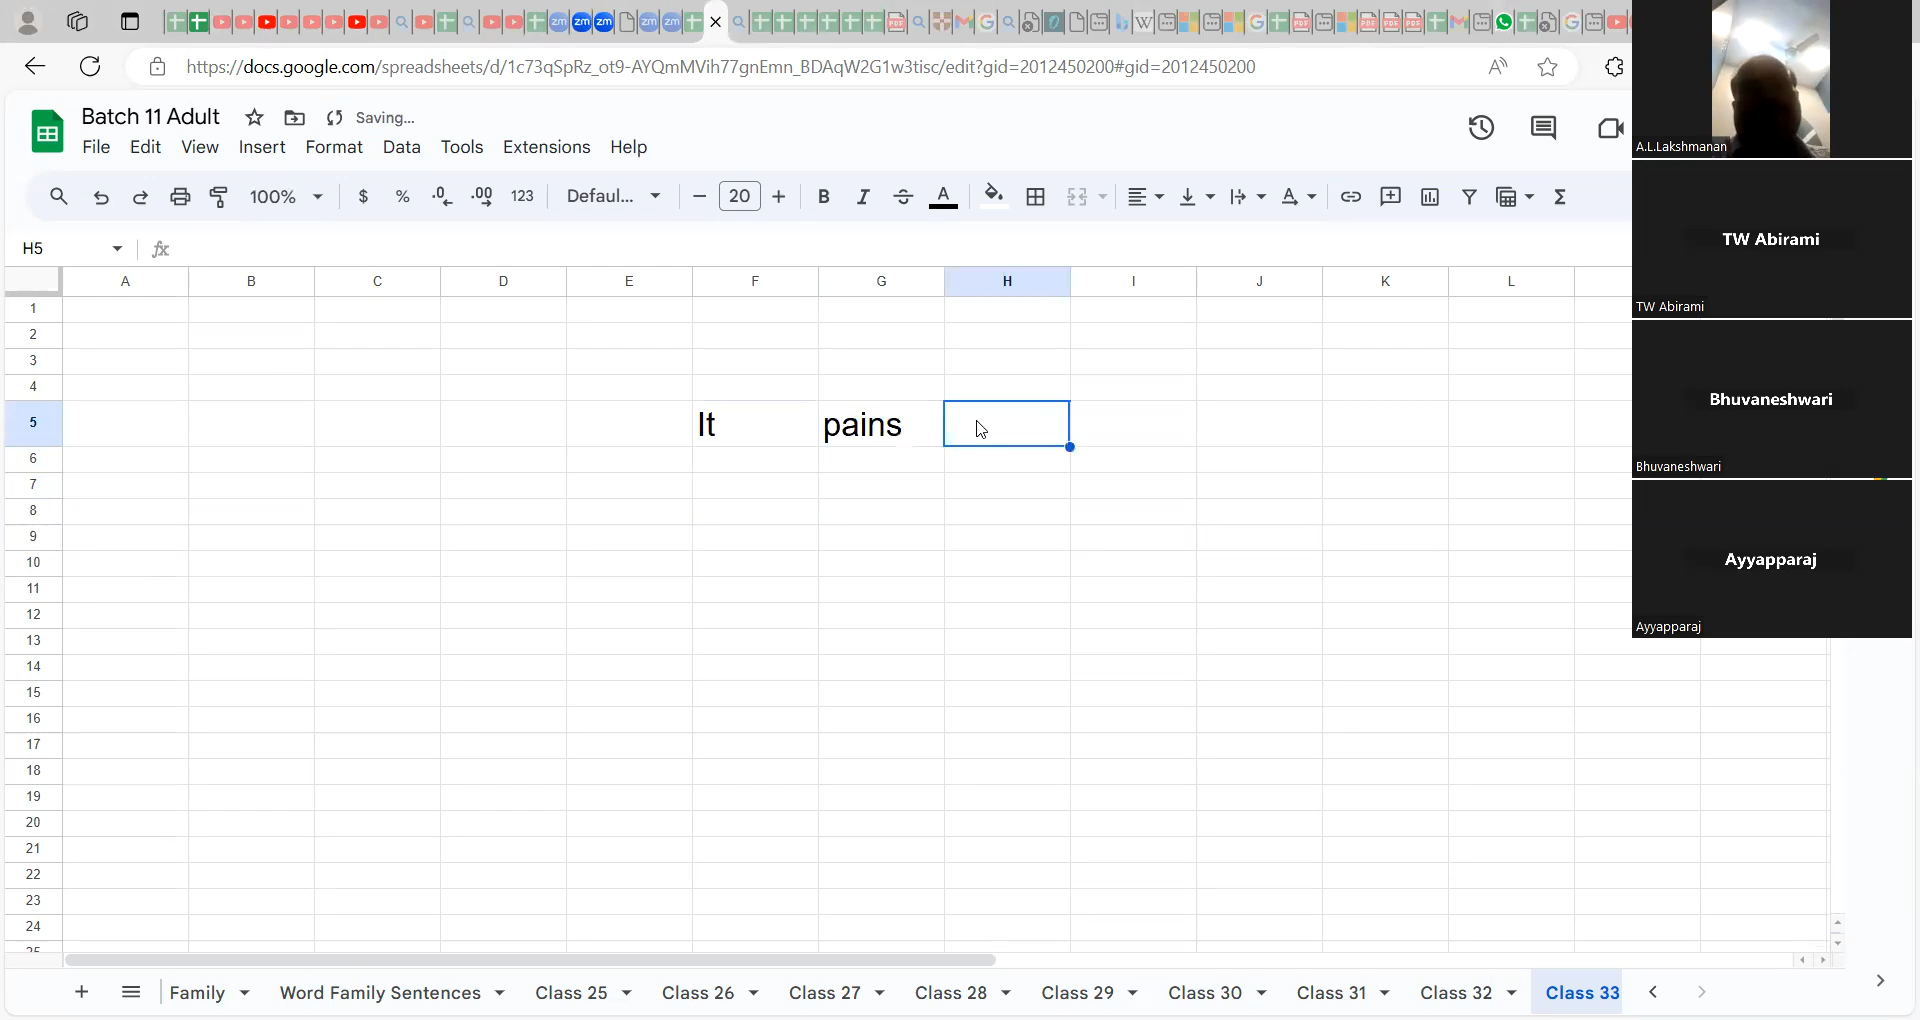 https://docs.google.com/spreadsheets/d/1c73qSpRz_ot9-AYQmMVih77gnEmn_BDAqW2G1w3tisc/edit?gid=2012450200#gid=2012450200
Batch 11 Adult Saving...
File Edit View Insert Format Data Tools Extensions Help
100% $ % .0 .00 123 Defaul... 20 B I S A
H5 fx
A B C D E F G H I J K L
1
2
3
4
5 It pains
6
7
8
9
10
11
12
13
14
15
16
17
18
19
20
21
22
23
24
25
Family Word Family Sentences Class 25 Class 26 Class 27 Class 28 Class 29 Class 30 Class 31 Class 32 Class 33
A.L.Lakshmanan
TW Abirami
TW Abirami
Bhuvaneshwari
Bhuvaneshwari
Ayyapparaj
Ayyapparaj